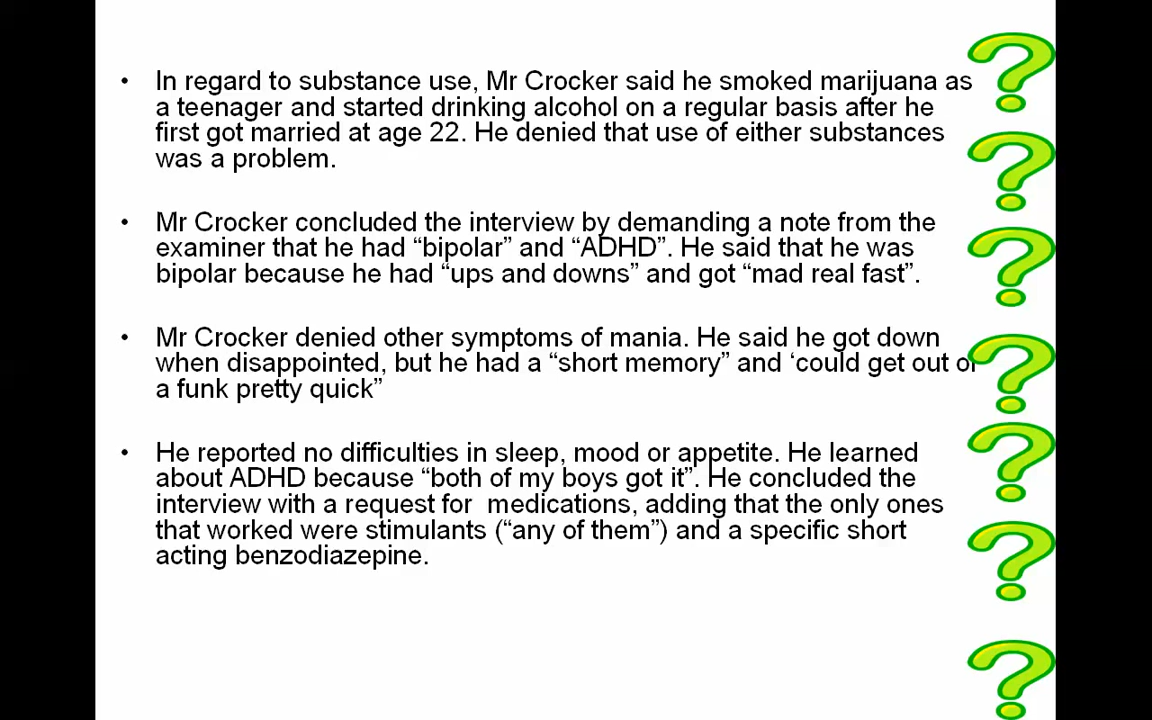 • In regard to substance use, Mr Crocker said he smoked marijuana as
a teenager and started drinking alcohol on a regular basis after he
first got married at age 22. He denied that use of either substances
was a problem.
• Mr Crocker concluded the interview by demanding a note from the
examiner that he had “bipolar” and “ADHD”. He said that he was
bipolar because he had “ups and downs” and got “mad real fast”.
• Mr Crocker denied other symptoms of mania. He said he got down
when disappointed, but he had a “short memory” and ‘could get out of
a funk pretty quick”
• He reported no difficulties in sleep, mood or appetite. He learned
about ADHD because “both of my boys got it”. He concluded the
interview with a request for  medications, adding that the only ones
that worked were stimulants (“any of them”) and a specific short
acting benzodiazepine.
?
?
?
?
?
?
?